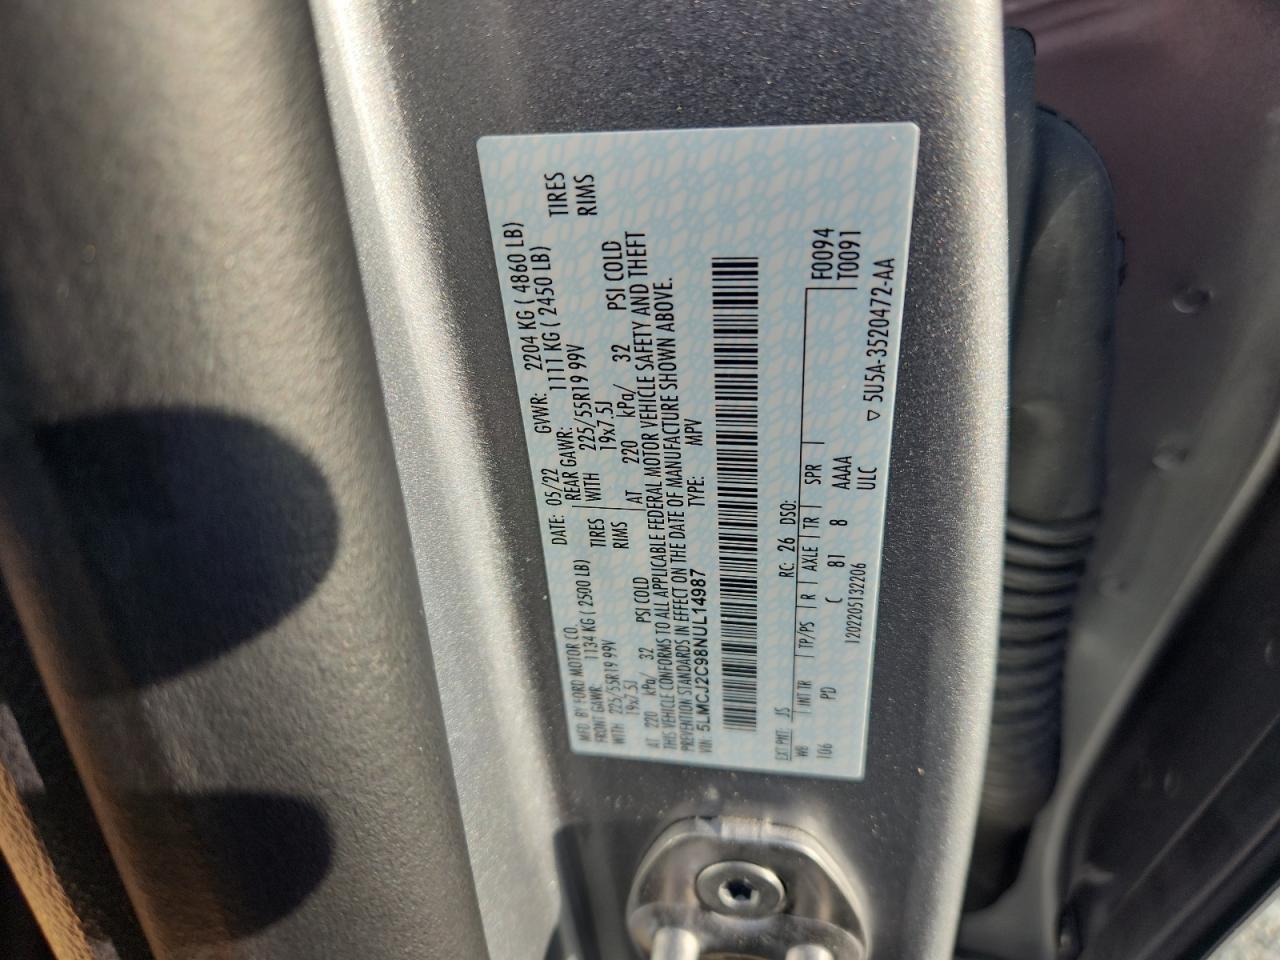 MFD. BY FORD MOTOR CO.
DATE: 05/22 GVWR: 2204 KG ( 4860 LB)
FRONT GAWR: 1134 KG ( 2500 LB) REAR GAWR: 1111 KG ( 2450 LB)
WITH 225/55R19 99V TIRES WITH 225/55R19 99V TIRES
19x7.5J RIMS 19x7.5J RIMS
AT 220 kPa/ 32 PSI COLD AT 220 kPa/ 32 PSI COLD
THIS VEHICLE CONFORMS TO ALL APPLICABLE FEDERAL MOTOR VEHICLE SAFETY AND THEFT
PREVENTION STANDARDS IN EFFECT ON THE DATE OF MANUFACTURE SHOWN ABOVE.
VIN: 5LMCJ2C98NUL14987 TYPE: MPV
EXT PNT: JS RC: 26 DSO: F0094
WB INT TR TP/PS R AXLE TR SPR T0091
106 PD C 81 8 AAAA
1202205132206 ULC ▽ 5U5A-3520472-AA